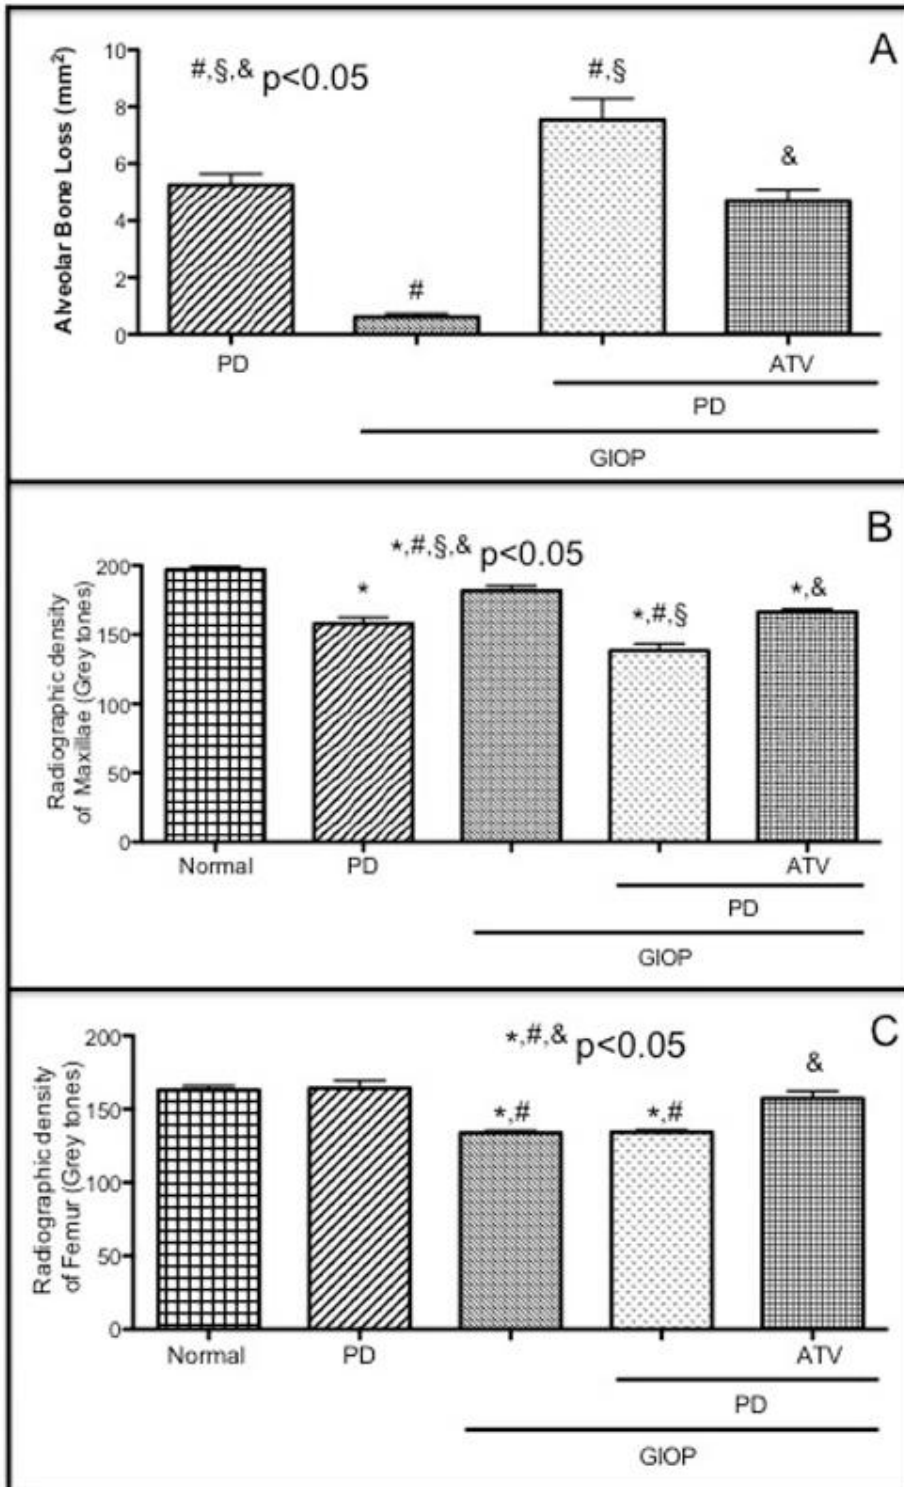 A
#,§,& p<0.05
#,§
&
#
Alveolar Bone Loss (mm²)
10
8
6
4
2
0
PD
ATV
PD
GIOP
B
*,#,§,& p<0.05
*
*,#,§
*,&
Radiographic density
of Maxillae (Grey tones)
200
150
100
50
0
Normal
PD
ATV
PD
GIOP
C
*,#,& p<0.05
&
*,#
*,#
Radiographic density
of Femur (Grey tones)
200
150
100
50
0
Normal
PD
ATV
PD
GIOP